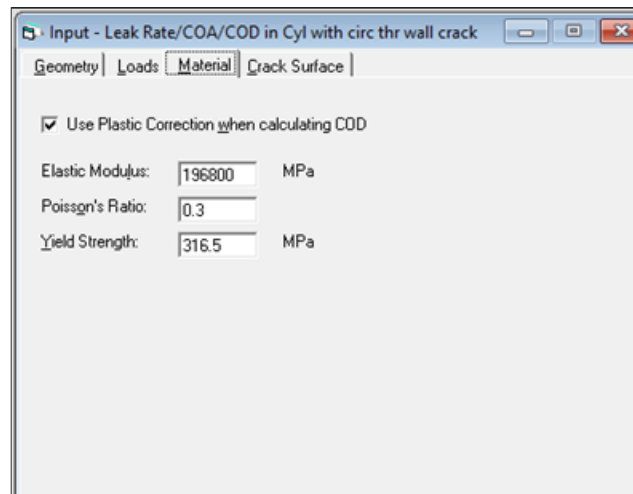 Input - Leak Rate/COA/COD in Cyl with circ thr wall crack
Geometry Loads Material Crack Surface
Use Plastic Correction when calculating COD
Elastic Modulus: 196800 MPa
Poisson's Ratio: 0.3
Yield Strength: 316.5 MPa